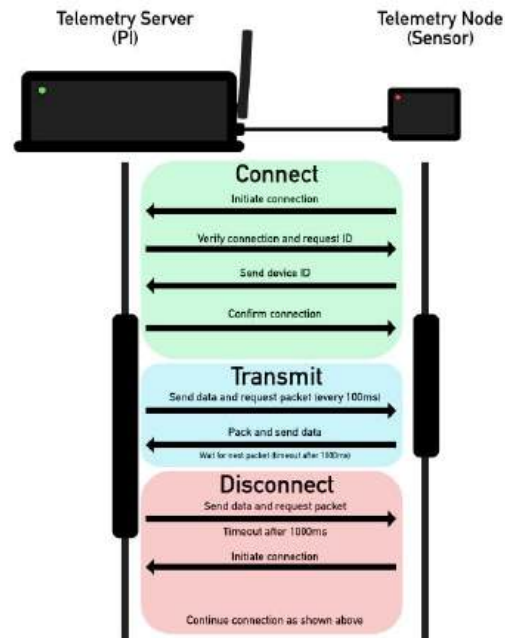 Telemetry Server
(PI)
Telemetry Node
(Sensor)
Connect
Initiate connection
Verify connection and request ID
Send device ID
Confirm connection
Transmit
Send data and request packet (every 100ms)
Pack and send data
Wait for next packet (timeout after 1000ms)
Disconnect
Send data and request packet
Timeout after 1000ms
Initiate connection
Continue connection as shown above